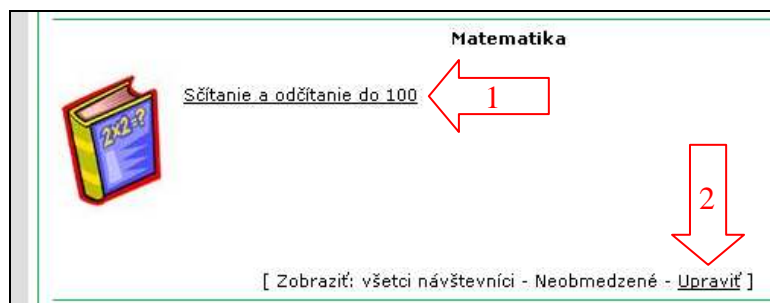 Matematika
Sčítanie a odčítanie do 100
1
2x2=?
2
[ Zobraziť: všetci návštevníci - Neobmedzené - Upraviť ]